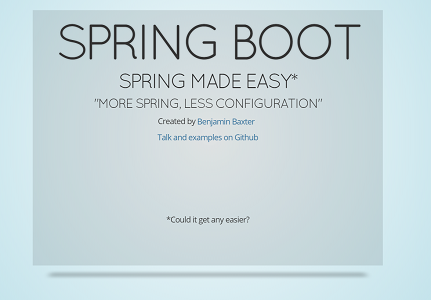 SPRING BOOT
SPRING MADE EASY*
"MORE SPRING, LESS CONFIGURATION"
Created by Benjamin Baxter
Talk and examples on Github
*Could it get any easier?